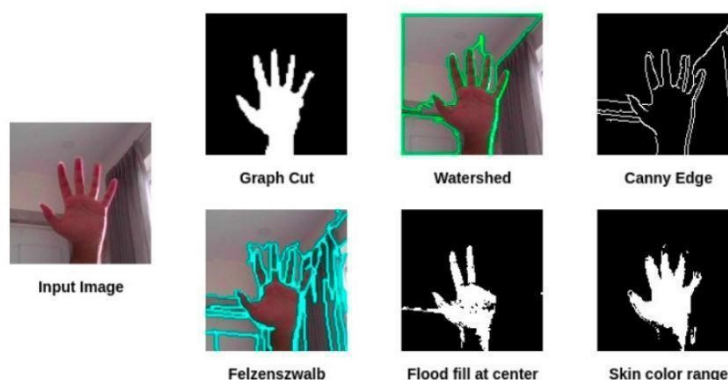 Graph Cut
Watershed
Canny Edge
Input Image
Felzenszwalb
Flood fill at center
Skin color range